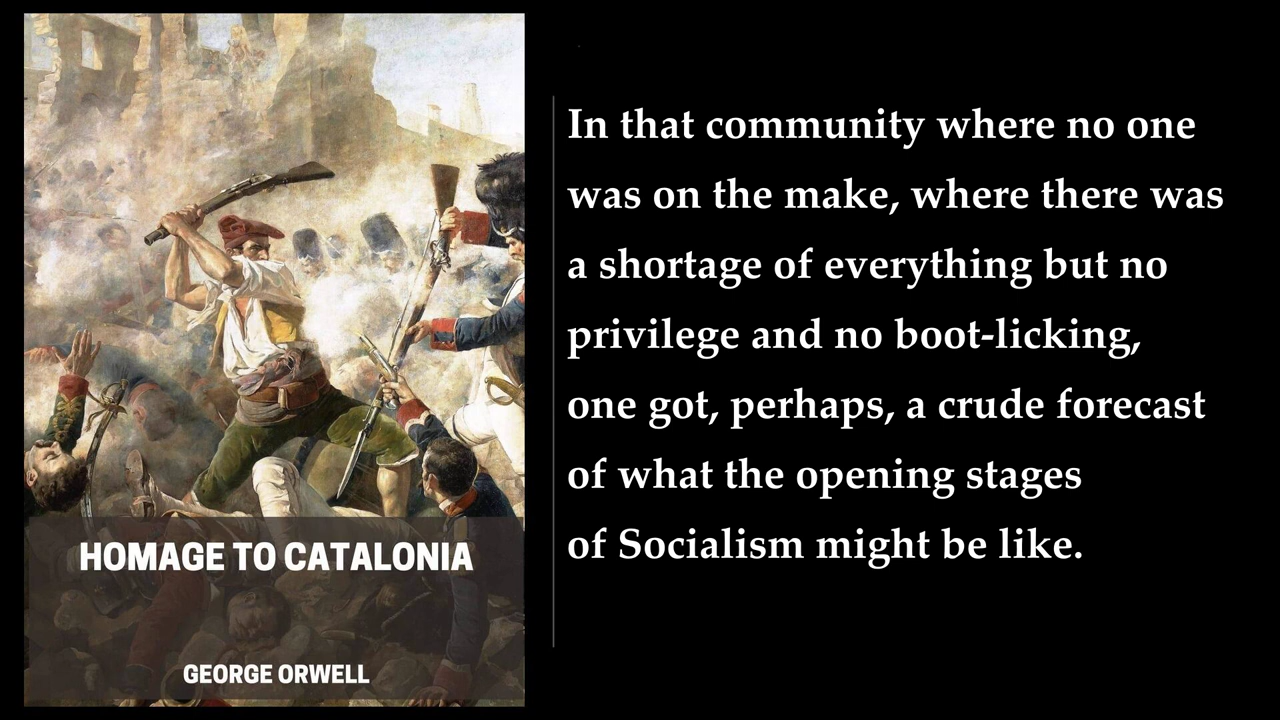 HOMAGE TO CATALONIA
GEORGE ORWELL
In that community where no one
was on the make, where there was
a shortage of everything but no
privilege and no boot-licking,
one got, perhaps, a crude forecast
of what the opening stages
of Socialism might be like.